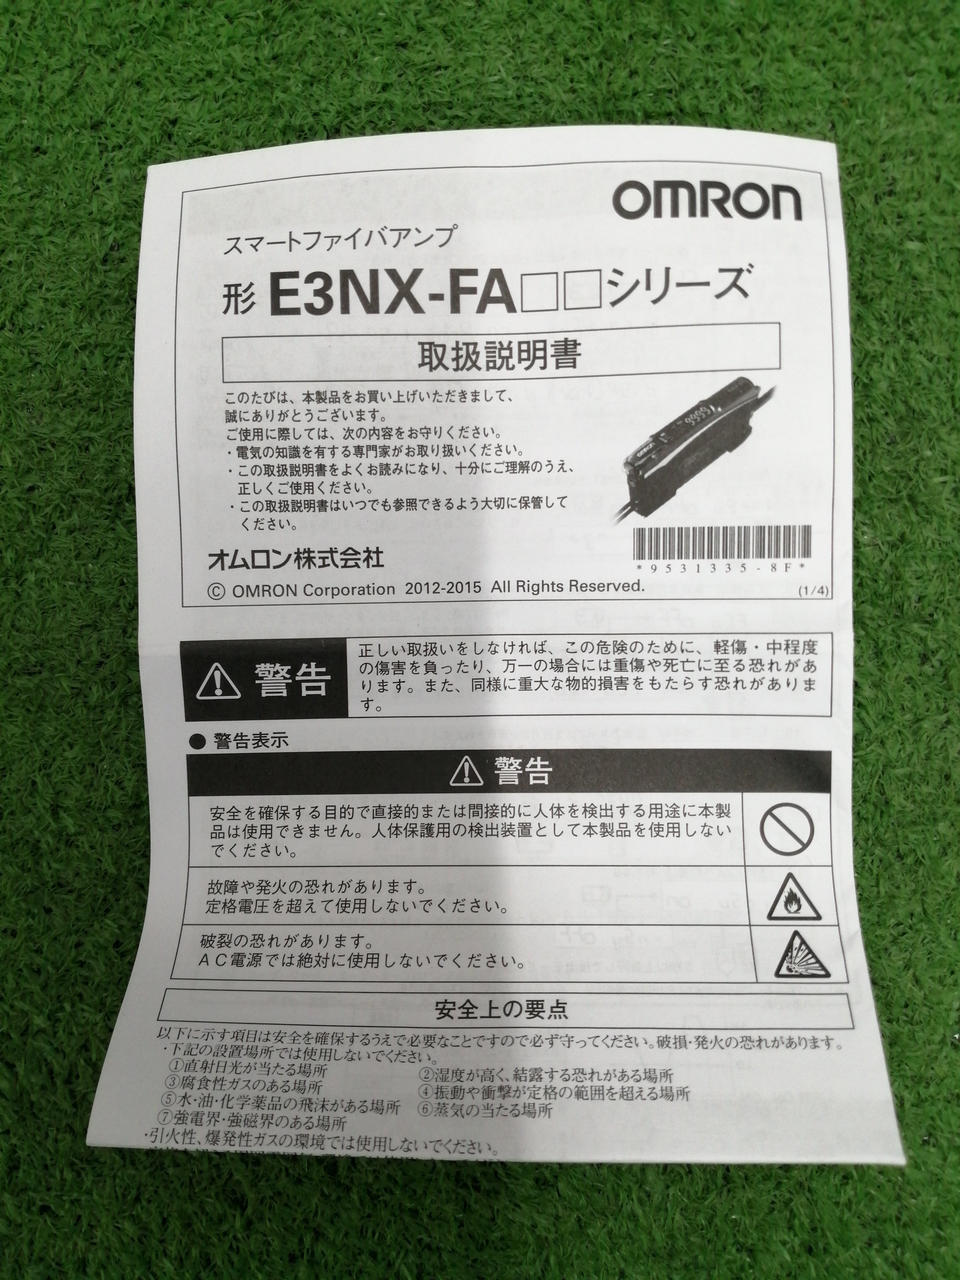 OMRON
スマートファイバアンプ
形 E3NX-FA□□シリーズ
取扱説明書
このたびは、本製品をお買い上げいただきまして、
誠にありがとうございます。
ご使用に際しては、次の内容をお守りください。
・電気の知識を有する専門家がお取り扱いください。
・この取扱説明書をよくお読みになり、十分にご理解のうえ、
正しくご使用ください。
・この取扱説明書はいつでも参照できるよう大切に保管して
ください。
OMRON
9999
オムロン株式会社
*9531335-8F*
© OMRON Corporation 2012-2015 All Rights Reserved.
(1/4)
警告
正しい取扱いをしなければ、この危険のために、軽傷・中程度
の傷害を負ったり、万一の場合には重傷や死亡に至る恐れがあ
ります。また、同様に重大な物的損害をもたらす恐れがありま
す。
●警告表示
警告
安全を確保する目的で直接的または間接的に人体を検出する用途に本製
品は使用できません。人体保護用の検出装置として本製品を使用しない
でください。
故障や発火の恐れがあります。
定格電圧を超えて使用しないでください。
破裂の恐れがあります。
AC電源では絶対に使用しないでください。
安全上の要点
以下に示す項目は安全を確保するうえで必要なことですので必ず守ってください。破損・発火の恐れがあります。
・下記の設置場所では使用しないでください。
①直射日光が当たる場所 ②湿度が高く、結露する恐れがある場所
③腐食性ガスのある場所 ④振動や衝撃が定格の範囲を超える場所
⑤水・油・化学薬品の飛沫がある場所 ⑥蒸気の当たる場所
⑦強電界・強磁界のある場所
・引火性、爆発性ガスの環境では使用しないでください。